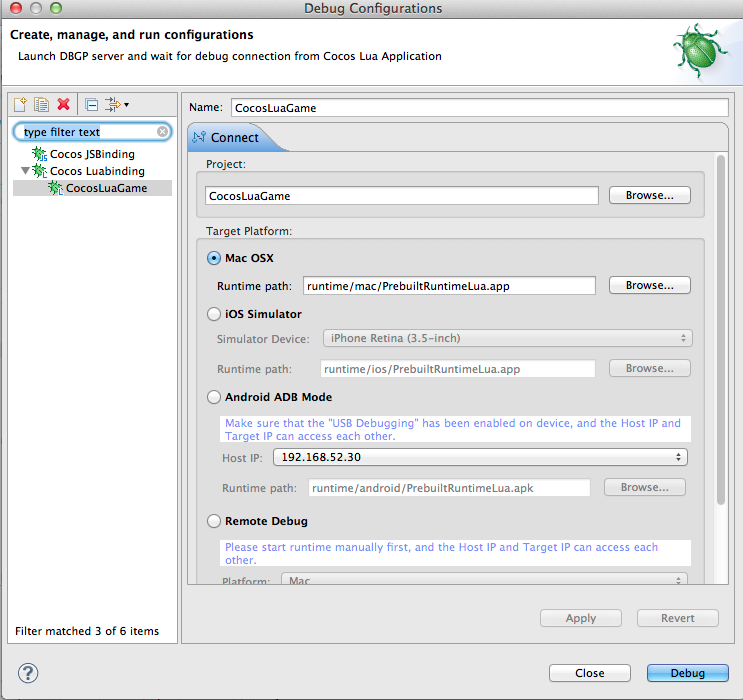 Debug Configurations
Create, manage, and run configurations
Launch DBGP server and wait for debug connection from Cocos Lua Application
type filter text
Cocos JSBinding
Cocos Luabinding
CocosLuaGame
Filter matched 3 of 6 items
Name: CocosLuaGame
Connect
Project:
CocosLuaGame Browse...
Target Platform:
Mac OSX
Runtime path: runtime/mac/PrebuiltRuntimeLua.app Browse...
iOS Simulator
Simulator Device: iPhone Retina (3.5-inch)
Runtime path: runtime/ios/PrebuiltRuntimeLua.app Browse...
Android ADB Mode
Make sure that the "USB Debugging" has been enabled on device, and the Host IP and
Target IP can access each other.
Host IP: 192.168.52.30
Runtime path: runtime/android/PrebuiltRuntimeLua.apk Browse...
Remote Debug
Please start runtime manually first, and the Host IP and Target IP can access each
other.
Platform: Mac
Apply Revert
? Close Debug